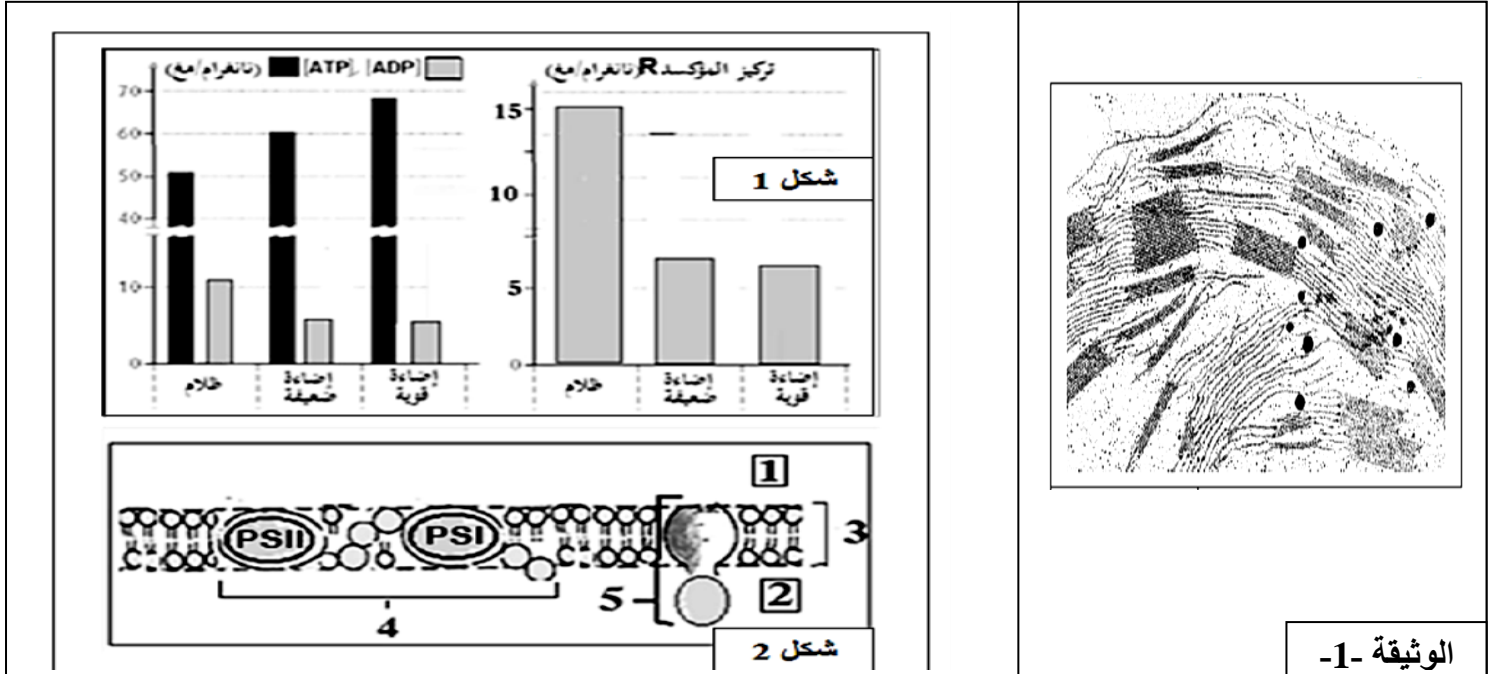 [ATP], [ADP] (نانغرام/مغ)
70
60
50
40
10
0
ظلام
إضاءة ضعيفة
إضاءة قوية
تركيز المؤكسد R(نانغرام/مغ)
15
10
5
0
ظلام
إضاءة ضعيفة
إضاءة قوية
شكل 1
1
PSII
PSI
3
2
5
4
شكل 2
الوثيقة -1-